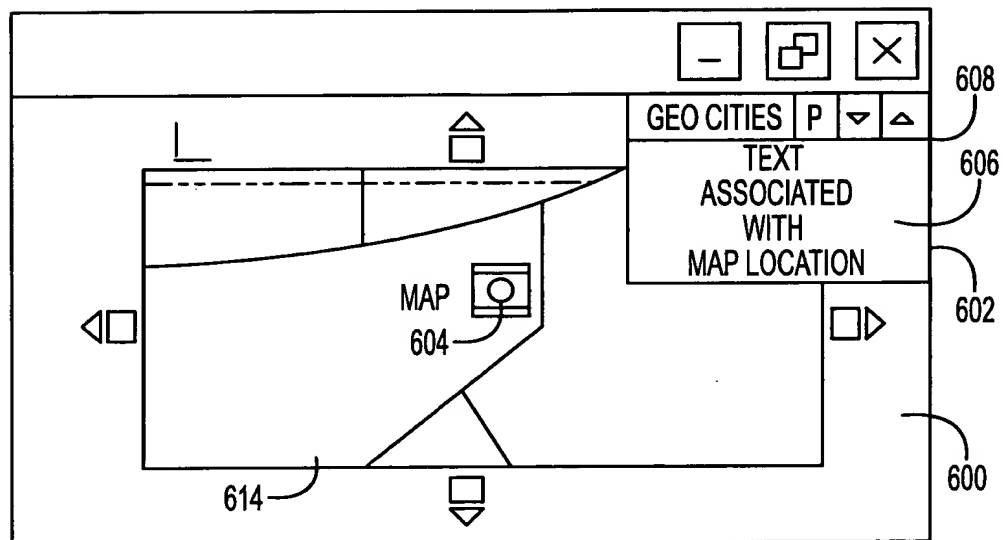 608
GEO CITIES P
TEXT
ASSOCIATED
WITH
MAP LOCATION
606
602
MAP
604
600
614